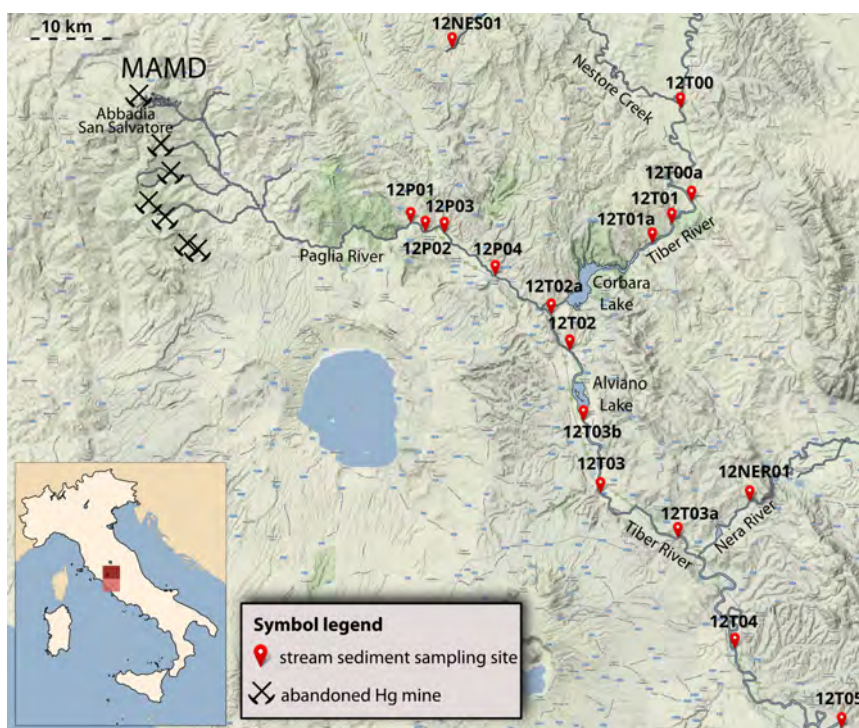 10 km
12NES01
MAMD
Abbadia
San Salvatore
Nestore Creek
12T00
12T00a
12P01
12P03
12T01
12T01a
12P02
Paglia River
Tiber River
12P04
Corbara
Lake
12T02a
12T02
Alviano
Lake
12T03b
12T03
12NER01
12T03a
Tiber River
Nera River
12T04
12T05
Symbol legend
stream sediment sampling site
abandoned Hg mine